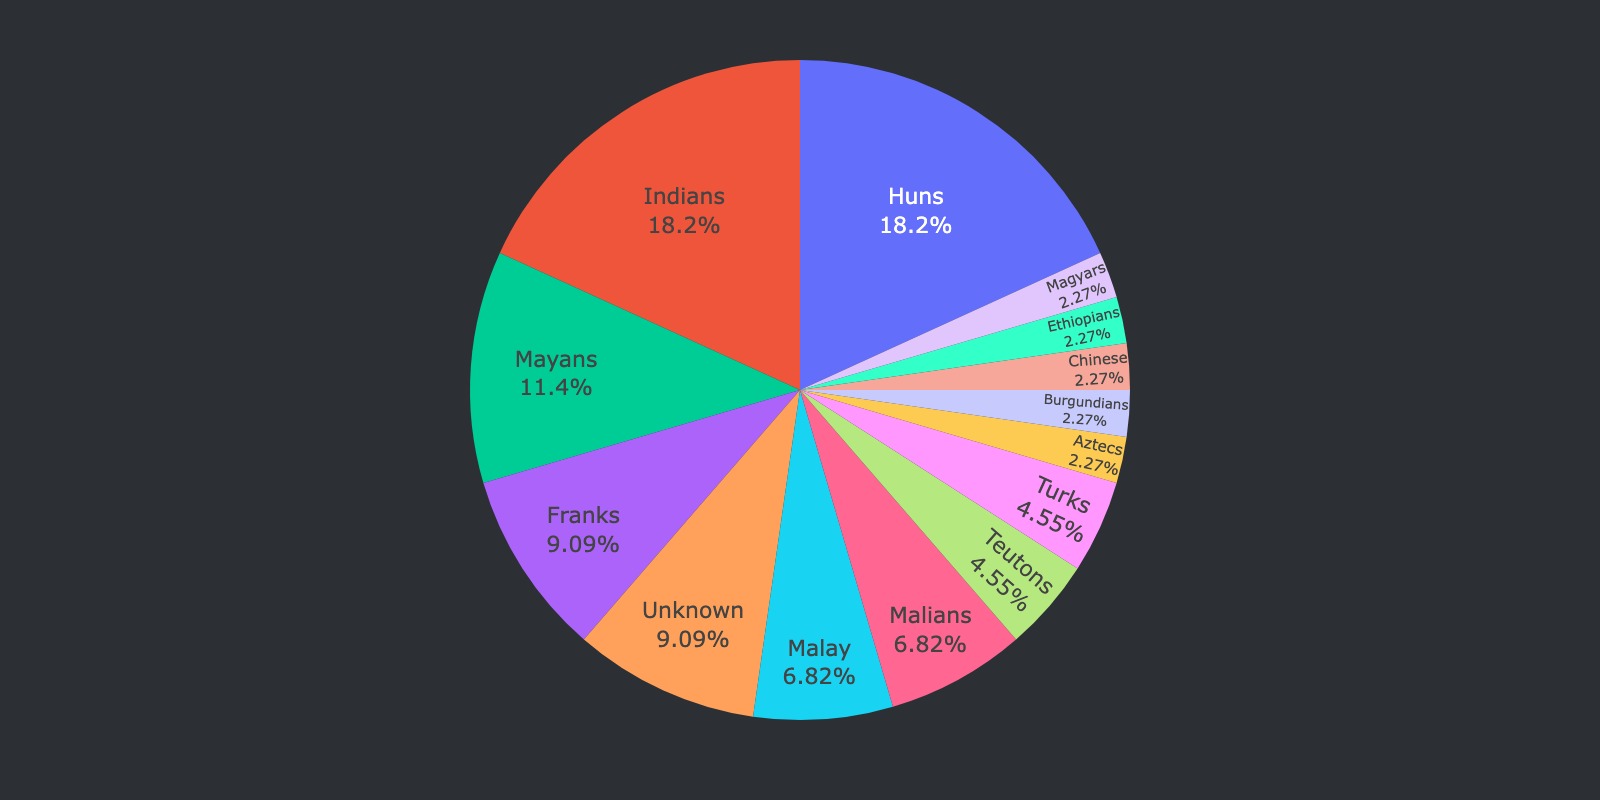 Indians
18.2%
Huns
18.2%
Magyars
2.27%
Ethiopians
2.27%
Chinese
2.27%
Mayans
11.4%
Burgundians
2.27%
Aztecs
2.27%
Turks
4.55%
Franks
9.09%
Teutons
4.55%
Unknown
9.09%
Malians
6.82%
Malay
6.82%